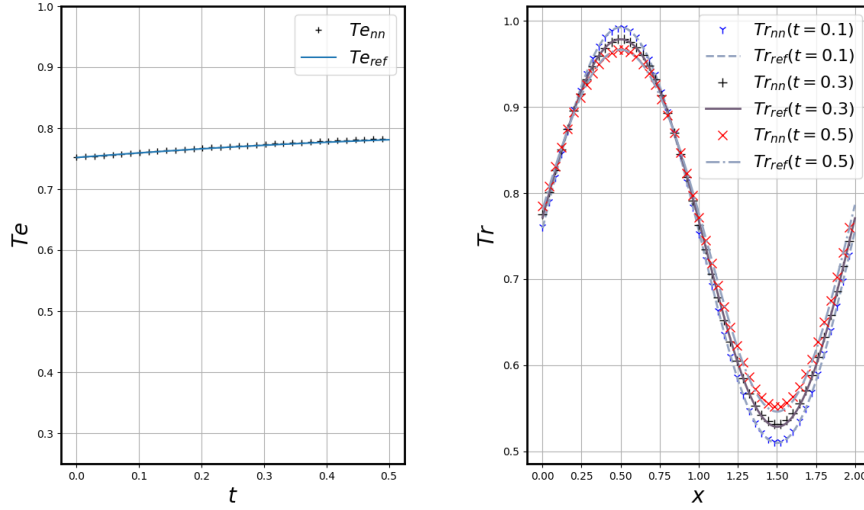 1.0
0.9
0.8
0.7
0.6
0.5
0.4
0.3
0.0 0.1 0.2 0.3 0.4 0.5
t
Te
Te_nn
Te_ref
1.0
0.9
0.8
0.7
0.6
0.5
0.00 0.25 0.50 0.75 1.00 1.25 1.50 1.75 2.00
x
Tr
Tr_nn(t = 0.1)
Tr_ref(t = 0.1)
Tr_nn(t = 0.3)
Tr_ref(t = 0.3)
Tr_nn(t = 0.5)
Tr_ref(t = 0.5)